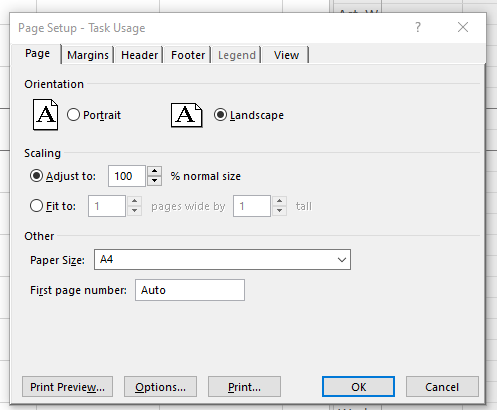 Page Setup - Task Usage
?
Page Margins Header Footer Legend View
Orientation
A Portrait A Landscape
Scaling
Adjust to: 100 % normal size
Fit to: 1 pages wide by 1 tall
Other
Paper Size: A4
First page number: Auto
Print Preview... Options... Print... OK Cancel